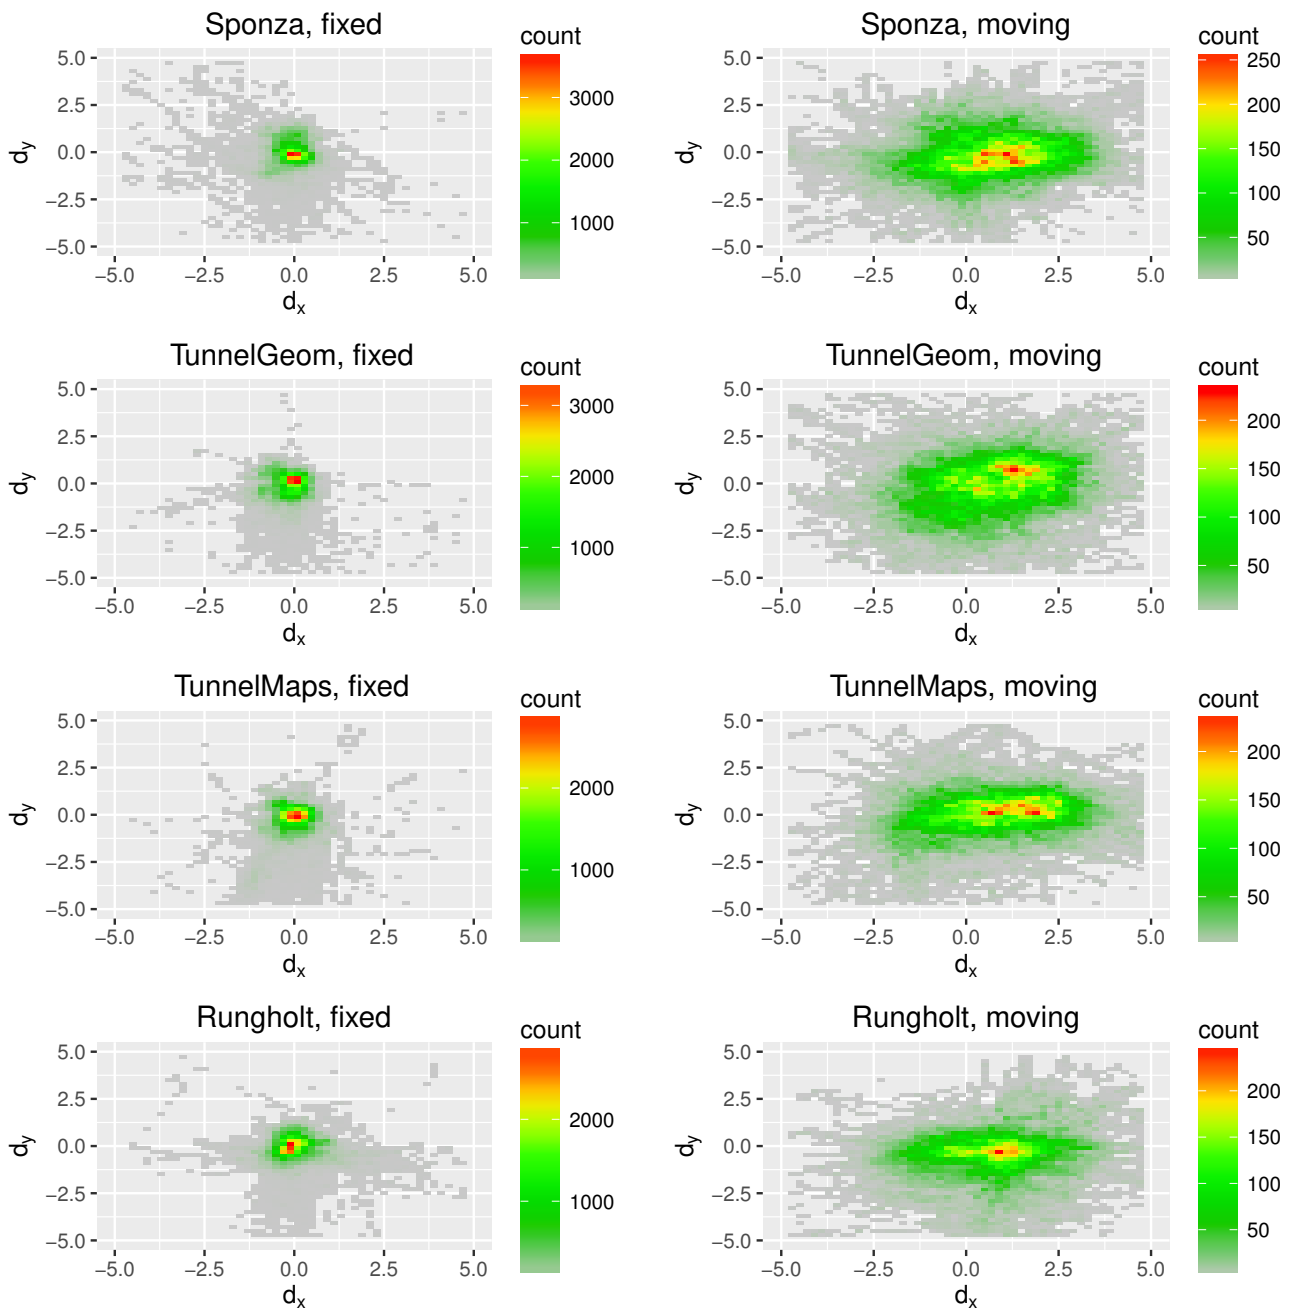 Sponza, fixed
count
5.0
2.5
0.0
−2.5
−5.0
dy
−5.0 −2.5 0.0 2.5 5.0
dx
3000
2000
1000
Sponza, moving
count
5.0
2.5
0.0
−2.5
−5.0
dy
−5.0 −2.5 0.0 2.5 5.0
dx
250
200
150
100
50
TunnelGeom, fixed
count
5.0
2.5
0.0
−2.5
−5.0
dy
−5.0 −2.5 0.0 2.5 5.0
dx
3000
2000
1000
TunnelGeom, moving
count
5.0
2.5
0.0
−2.5
−5.0
dy
−5.0 −2.5 0.0 2.5 5.0
dx
200
150
100
50
TunnelMaps, fixed
count
5.0
2.5
0.0
−2.5
−5.0
dy
−5.0 −2.5 0.0 2.5 5.0
dx
2000
1000
TunnelMaps, moving
count
5.0
2.5
0.0
−2.5
−5.0
dy
−5.0 −2.5 0.0 2.5 5.0
dx
200
150
100
50
Rungholt, fixed
count
5.0
2.5
0.0
−2.5
−5.0
dy
−5.0 −2.5 0.0 2.5 5.0
dx
2000
1000
Rungholt, moving
count
5.0
2.5
0.0
−2.5
−5.0
dy
−5.0 −2.5 0.0 2.5 5.0
dx
200
150
100
50